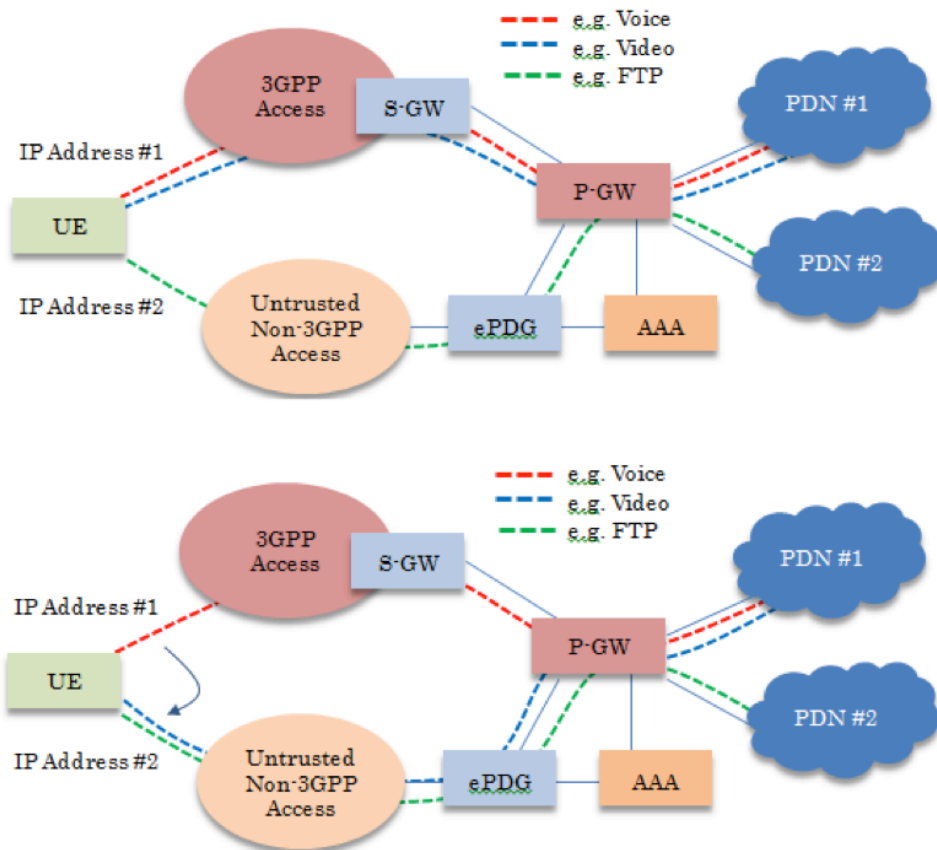 e.g. Voice
e.g. Video
e.g. FTP
3GPP
Access
S-GW
PDN #1
IP Address #1
P-GW
UE
PDN #2
IP Address #2
Untrusted
Non-3GPP
Access
ePDG
AAA
e.g. Voice
e.g. Video
e.g. FTP
3GPP
Access
S-GW
PDN #1
IP Address #1
P-GW
UE
PDN #2
IP Address #2
Untrusted
Non-3GPP
Access
ePDG
AAA